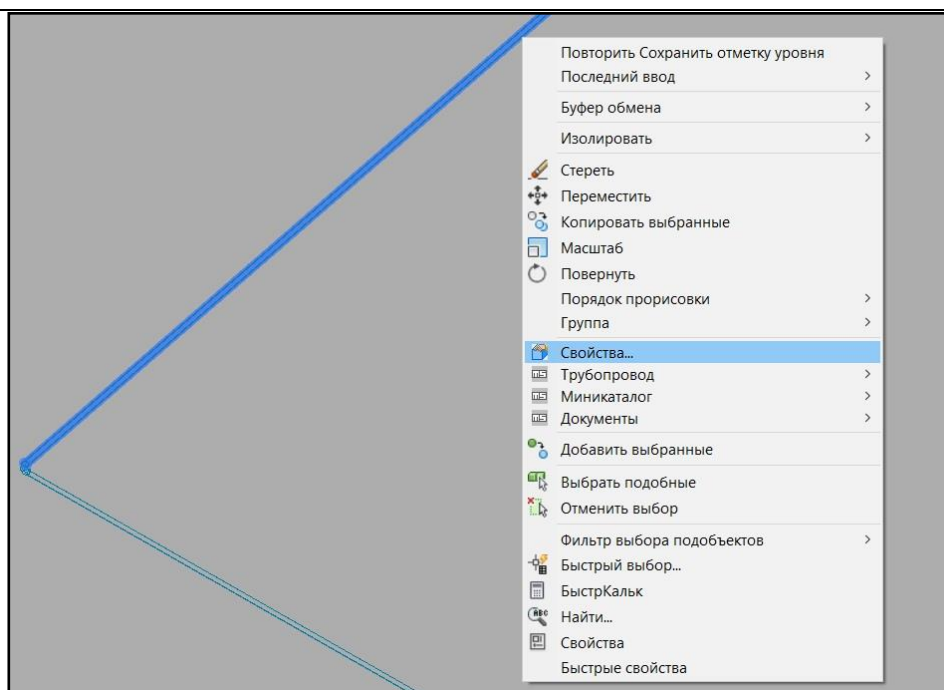 Повторить Сохранить отметку уровня
Последний ввод
Буфер обмена
Изолировать
Стереть
Переместить
Копировать выбранные
Масштаб
Повернуть
Порядок прорисовки
Группа
Свойства...
Трубопровод
Миникаталог
Документы
Добавить выбранные
Выбрать подобные
Отменить выбор
Фильтр выбора подобъектов
Быстрый выбор...
БыстрКальк
Найти...
Свойства
Быстрые свойства